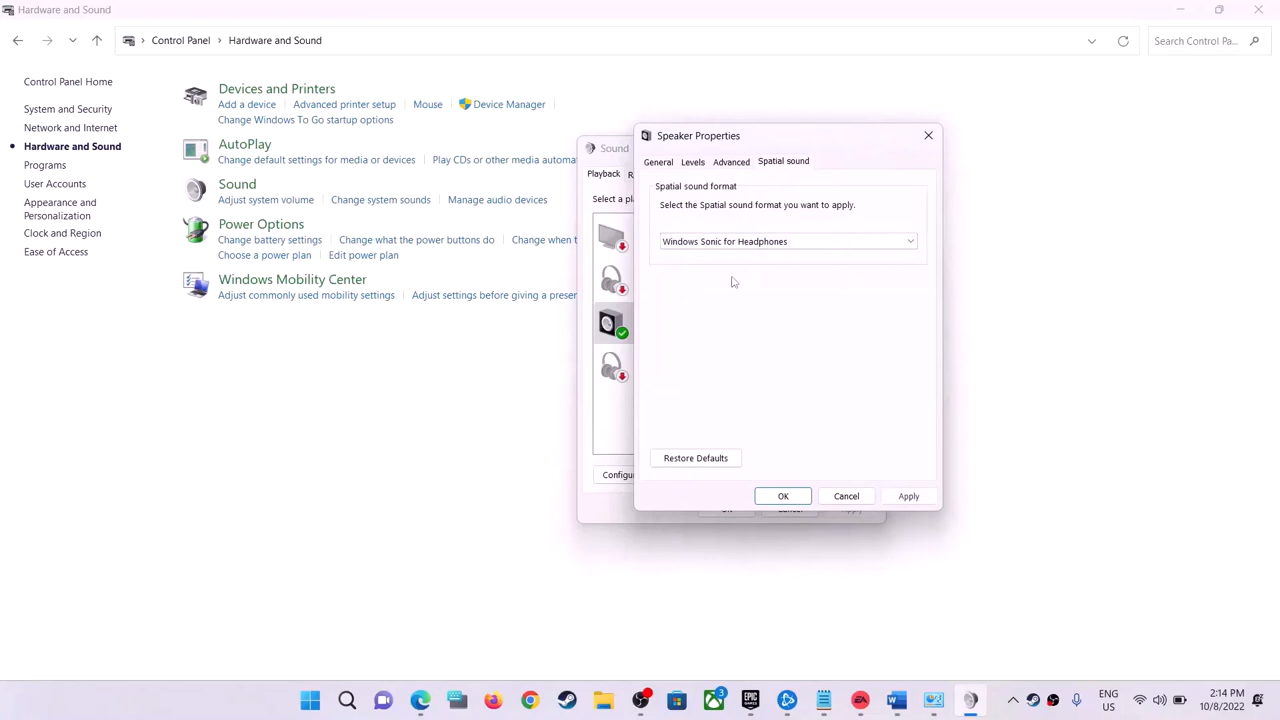 Hardware and Sound
Control Panel > Hardware and Sound
Search Control Pa...
Control Panel Home
System and Security
Network and Internet
Hardware and Sound
Programs
User Accounts
Appearance and
Personalization
Clock and Region
Ease of Access
Devices and Printers
Add a device Advanced printer setup Mouse Device Manager
Change Windows To Go startup options
AutoPlay
Change default settings for media or devices Play CDs or other media automa
Sound
Adjust system volume Change system sounds Manage audio devices
Power Options
Change battery settings Change what the power buttons do Change when t
Choose a power plan Edit power plan
Windows Mobility Center
Adjust commonly used mobility settings Adjust settings before giving a presen
Sound
Playback R
Select a pla
Configu
Speaker Properties
General Levels Advanced Spatial sound
Spatial sound format
Select the Spatial sound format you want to apply.
Windows Sonic for Headphones
Restore Defaults
OK Cancel Apply
3
EPIC
GAMES
EA
W
ENG
US
2:14 PM
10/8/2022